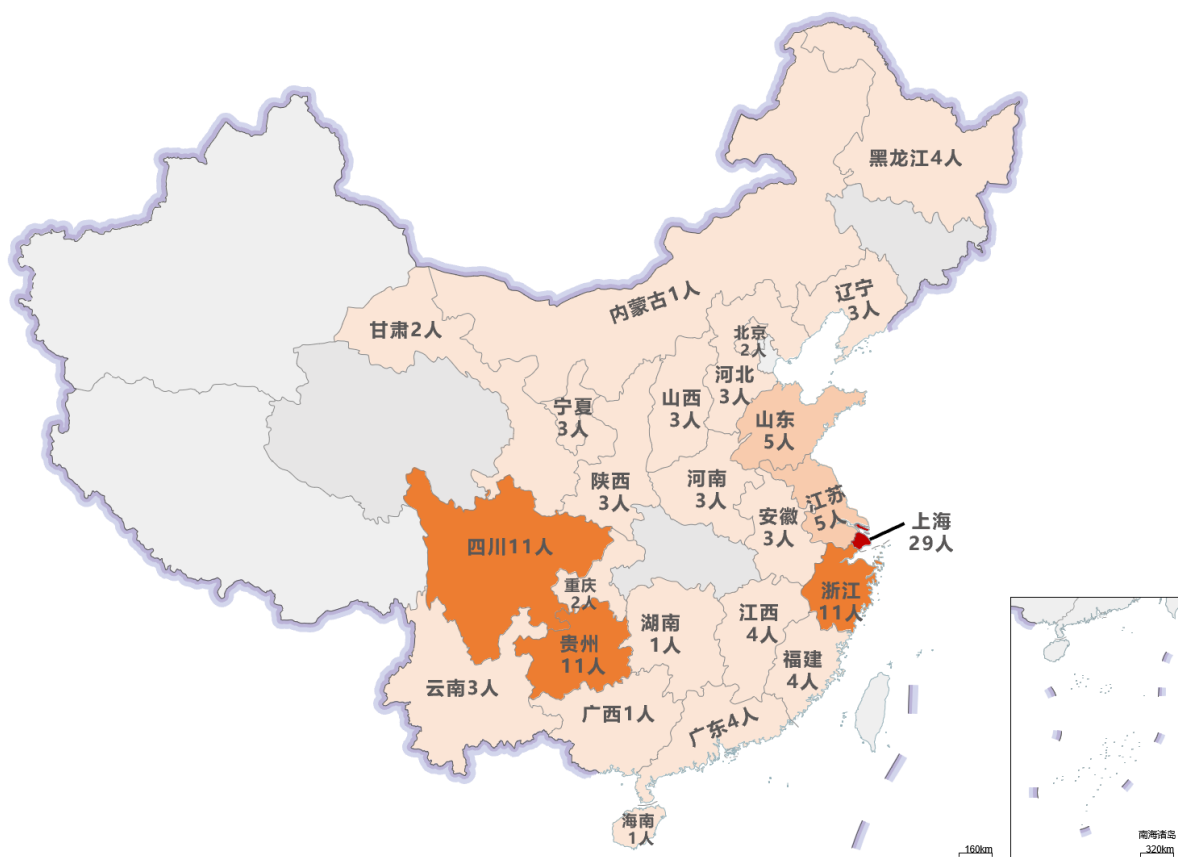 黑龙江4人
内蒙古1人
辽宁
3人
甘肃2人
北京
2人
河北
3人
山西
3人
宁夏
3人
山东
5人
陕西
3人
河南
3人
江苏
5人
安徽
3人
上海
29人
四川11人
重庆
2人
浙江
11人
贵州
11人
湖南
1人
江西
4人
福建
4人
云南3人
广西1人
广东4人
海南
1人
南海诸岛
160km
320km